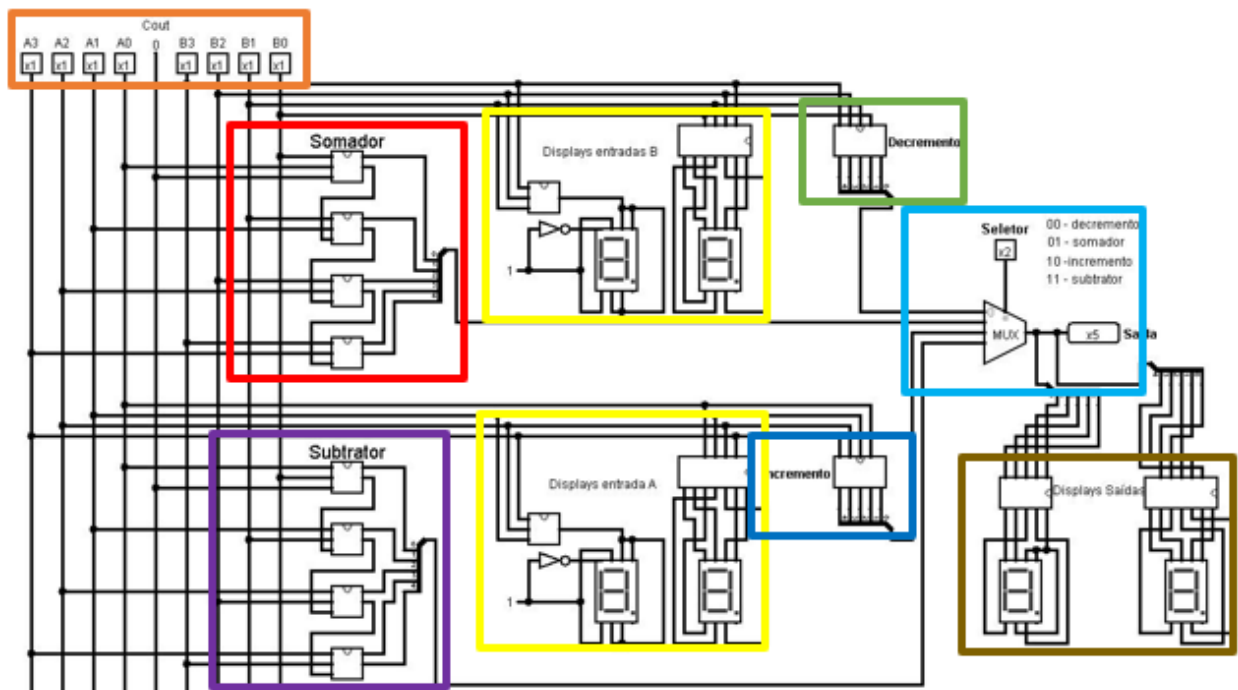 Cout
A3 A2 A1 A0 0 B3 B2 B1 B0
x1 x1 x1 x1 x1 x1 x1 x1
Somador
Displays entradas B
1
Decremento
Seletor
x2
00 - decremento
01 - somador
10 -incremento
11 - subtrator
MUX
x5
Saída
Subtrator
Displays entrada A
1
Incremento
Displays Saídas